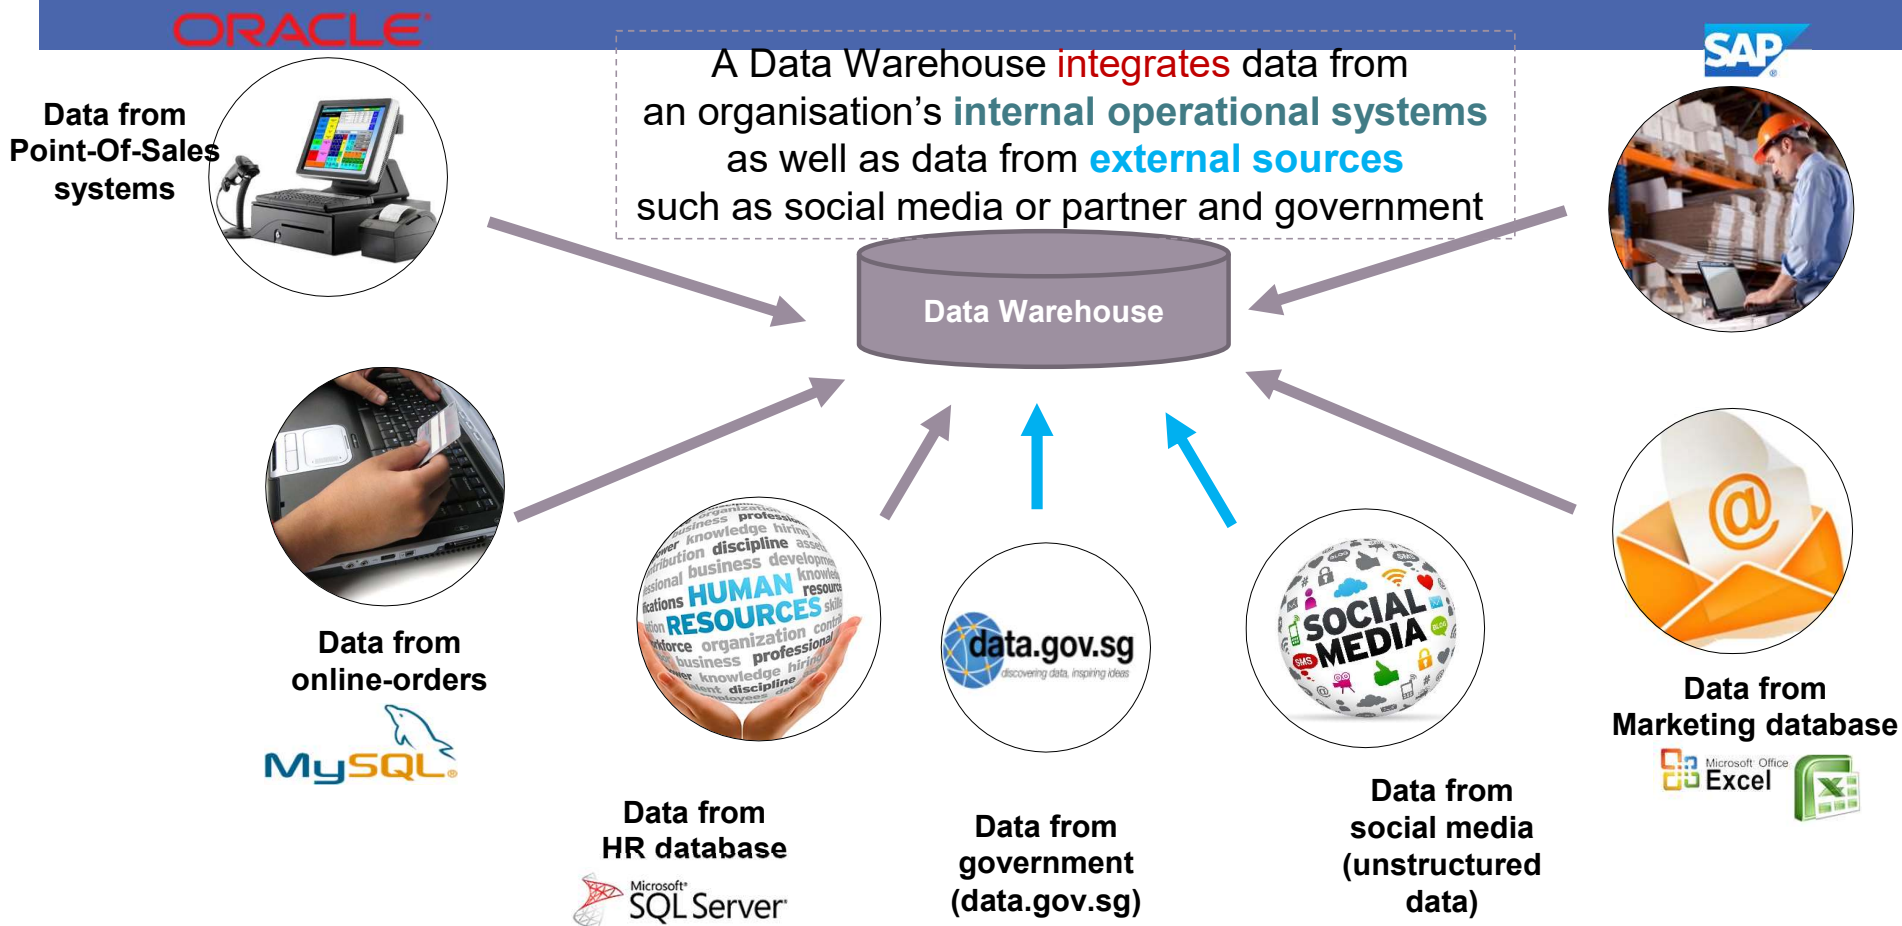 ORACLE
SAP
A Data Warehouse integrates data from
an organisation’s internal operational systems
as well as data from external sources
such as social media or partner and government
Data from
Point-Of-Sales
systems
Data Warehouse
Data from
online-orders
MySQL
HUMAN
RESOURCES
Data from
HR database
Microsoft
SQL Server
data.gov.sg
discovering data, inspiring ideas
Data from
government
(data.gov.sg)
SOCIAL
MEDIA
Data from
social media
(unstructured
data)
@
Data from
Marketing database
Microsoft Office
Excel